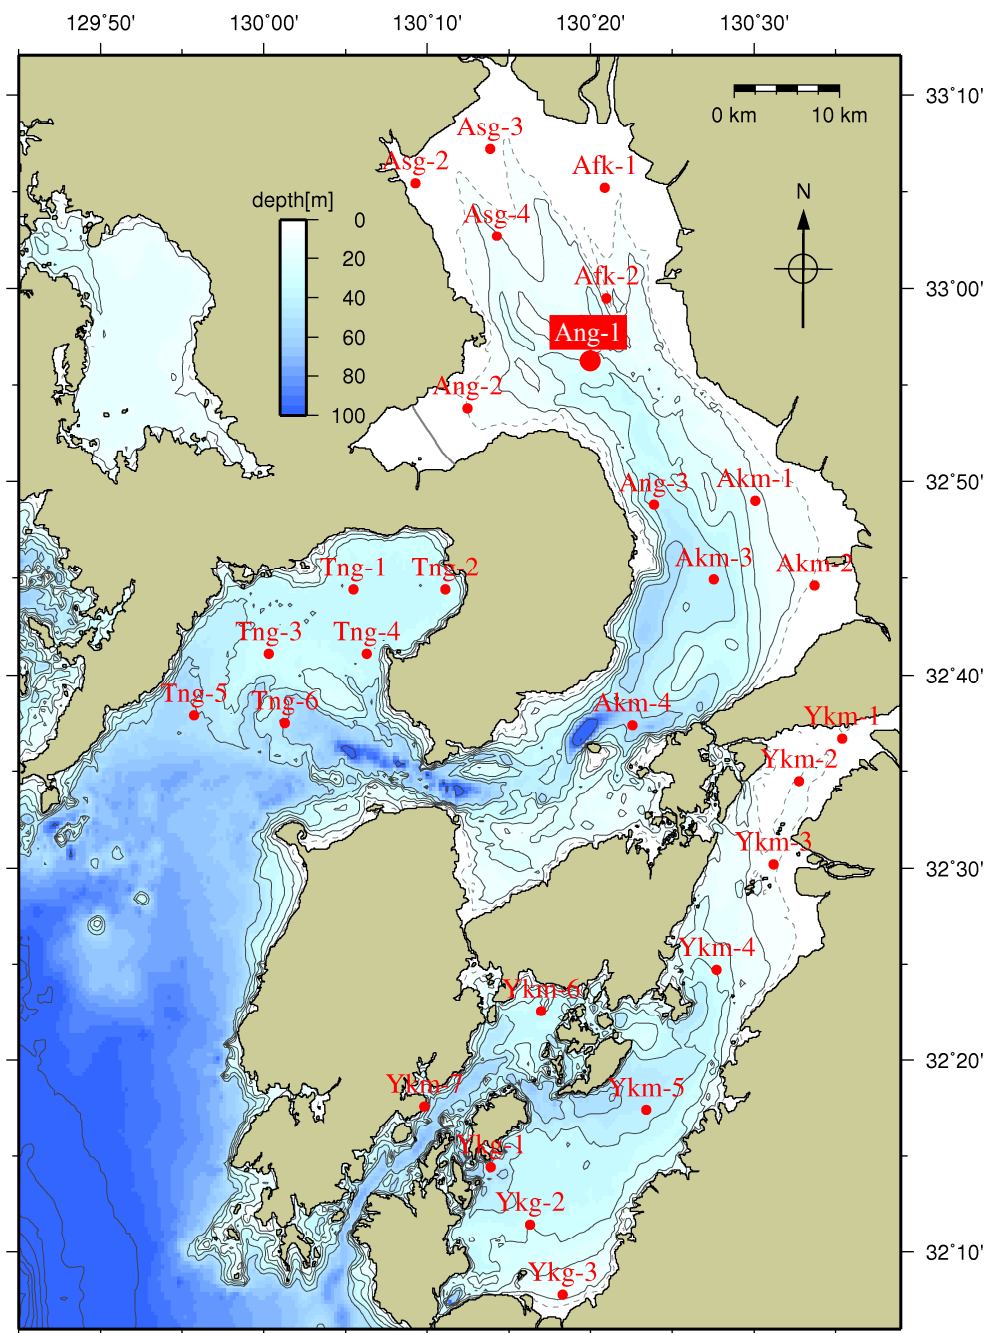 129°50' 130°00' 130°10' 130°20' 130°30'
33°10'
0 km 10 km
Asg-3
Asg-2
Afk-1
N
depth[m]
0
20
40
60
80
100
Asg-4
Afk-2
33°00'
Ang-1
Ang-2
32°50'
Ang-3
Akm-1
Akm-3
Akm-2
Tng-1
Tng-2
Tng-3
Tng-4
32°40'
Tng-5
Tng-6
Akm-4
Ykm-1
Ykm-2
Ykm-3
32°30'
Ykm-4
Ykm-6
32°20'
Ykm-7
Ykm-5
Ykg-1
Ykg-2
32°10'
Ykg-3